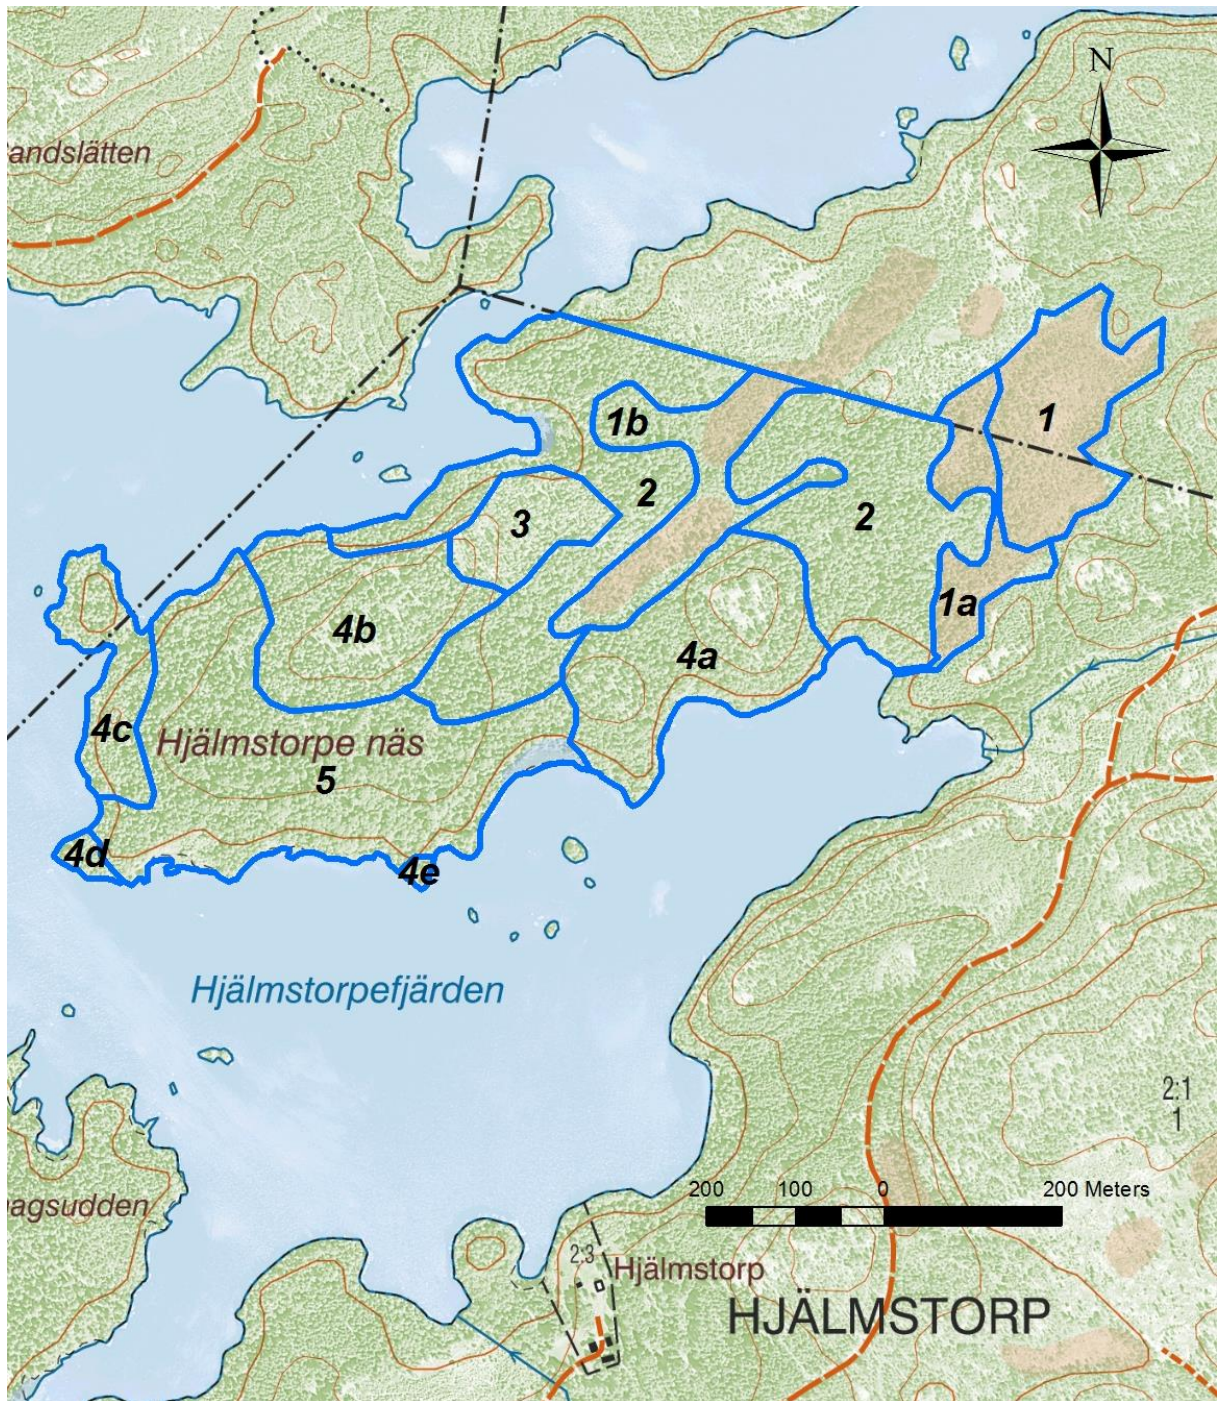 N
andslätten
1
1b
2
2
3
1a
4b
4a
4c
Hjälmstorpe näs
5
4d
4e
Hjälmstorpefjärden
2:1
1
200 100 0 200 Meters
agsudden
2:3
Hjälmstorp
HJÄLMSTORP